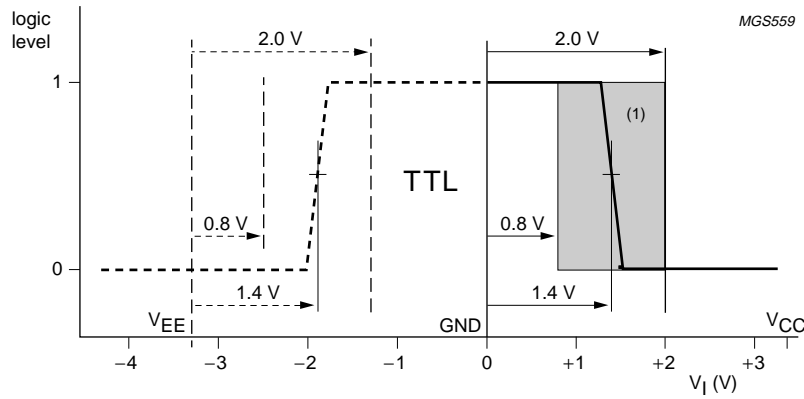 logic
level
MGS559
2.0 V
2.0 V
1
(1)
TTL
0.8 V
0.8 V
0
1.4 V
1.4 V
VEE
GND
VCC
−4
−3
−2
−1
0
+1
+2
+3
VI (V)